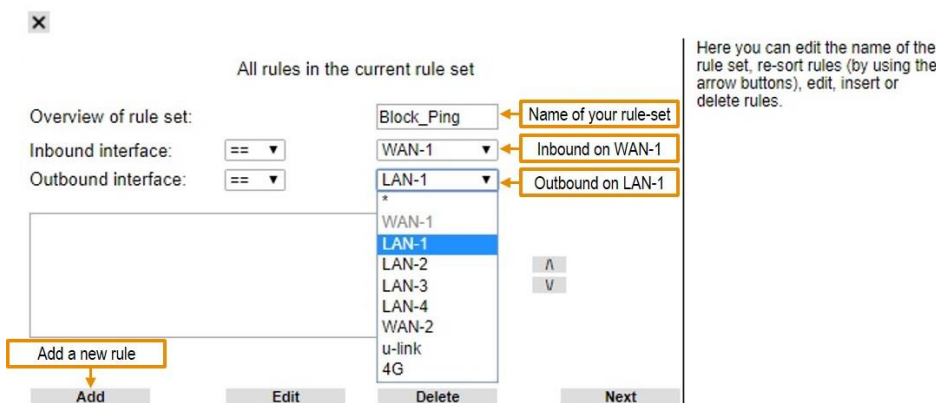 All rules in the current rule set
Here you can edit the name of the
rule set, re-sort rules (by using the
arrow buttons), edit, insert or
delete rules.
Overview of rule set: Block_Ping Name of your rule-set
Inbound interface: == WAN-1 Inbound on WAN-1
Outbound interface: == LAN-1 Outbound on LAN-1
*
WAN-1
LAN-1
LAN-2
LAN-3
LAN-4
WAN-2
u-link
4G
/\
\/
Add a new rule
Add Edit Delete Next